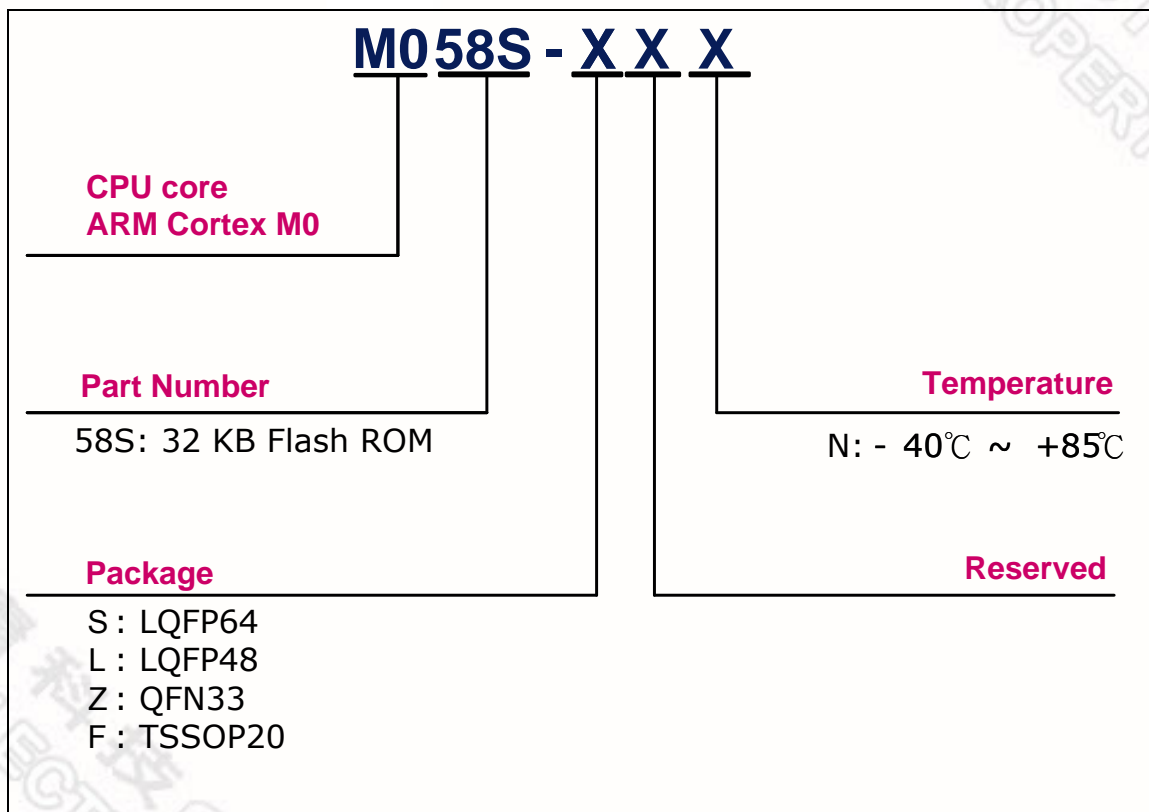 M058S - X X X
CPU core
ARM Cortex M0
Part Number
58S: 32 KB Flash ROM
Temperature
N: - 40℃ ~ +85℃
Package
S : LQFP64
L : LQFP48
Z : QFN33
F : TSSOP20
Reserved